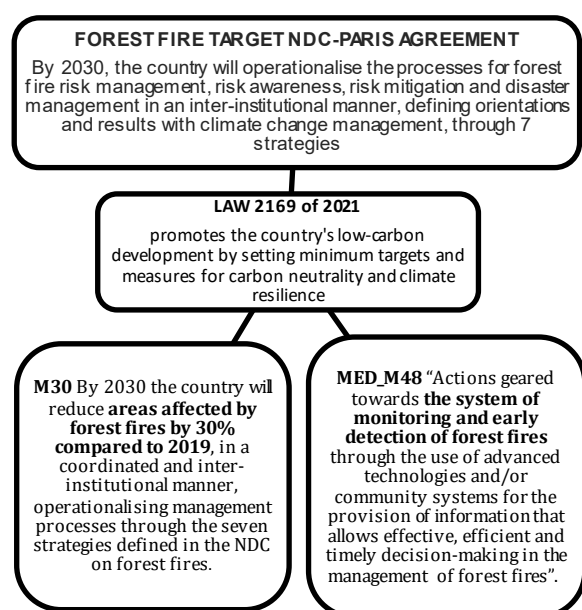 FOREST FIRE TARGET NDC-PARIS AGREEMENT
By 2030, the country will operationalise the processes for forest
fire risk management, risk awareness, risk mitigation and disaster
management in an inter-institutional manner, defining orientations
and results with climate change management, through 7
strategies
LAW 2169 of 2021
promotes the country's low-carbon
development by setting minimum targets and
measures for carbon neutrality and climate
resilience
M30 By 2030 the country will
reduce areas affected by
forest fires by 30%
compared to 2019, in a
coordinated and inter-
institutional manner,
operationalising management
processes through the seven
strategies defined in the NDC
on forest fires.
MED_M48 “Actions geared
towards the system of
monitoring and early
detection of forest fires
through the use of advanced
technologies and/or
community systems for the
provision of information that
allows effective, efficient and
timely decision-making in the
management of forest fires”.